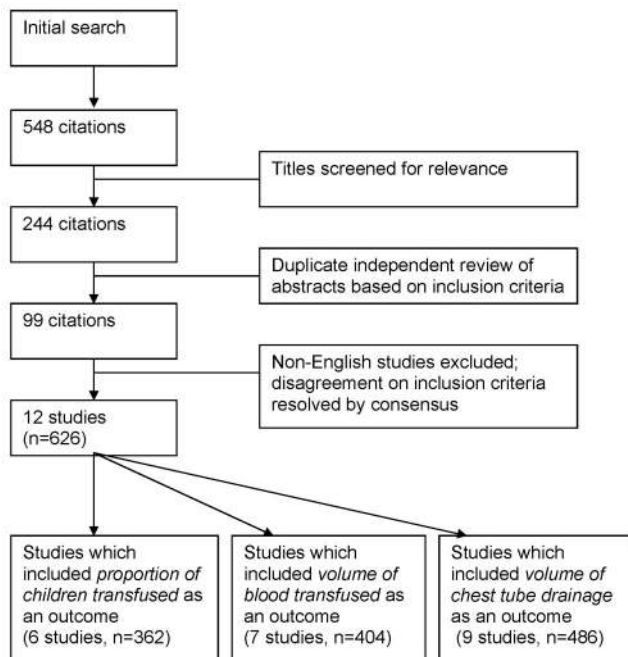 Initial search
548 citations
Titles screened for relevance
244 citations
Duplicate independent review of
abstracts based on inclusion criteria
99 citations
Non-English studies excluded;
disagreement on inclusion criteria
resolved by consensus
12 studies
(n=626)
Studies which
included proportion of
children transfused as
an outcome
(6 studies, n=362)
Studies which
included volume of
blood transfused as
an outcome
(7 studies, n=404)
Studies which
included volume of
chest tube drainage
as an outcome
(9 studies, n=486)